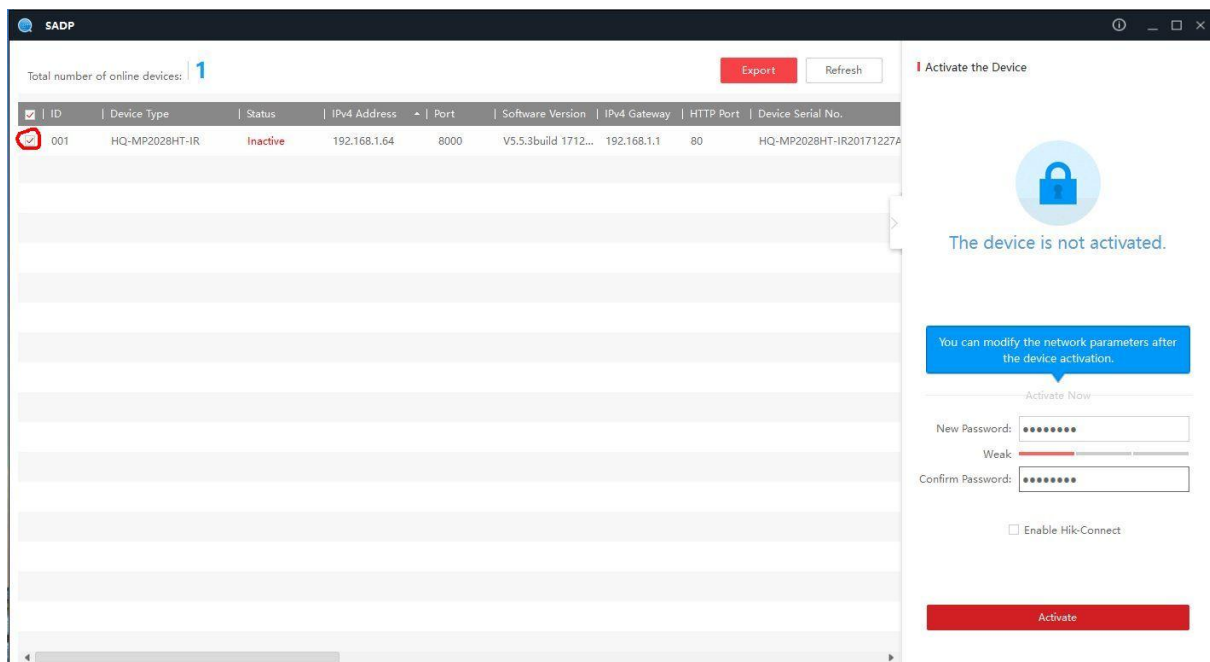 SADP
Total number of online devices: 1
Export
Refresh
ID | Device Type | Status | IPv4 Address | Port | Software Version | IPv4 Gateway | HTTP Port | Device Serial No.
001 HQ-MP2028HT-IR Inactive 192.168.1.64 8000 V5.5.3build 1712... 192.168.1.1 80 HQ-MP2028HT-IR20171227A
Activate the Device
The device is not activated.
You can modify the network parameters after
the device activation.
Activate Now
New Password: ●●●●●●●●
Weak
Confirm Password: ●●●●●●●●
Enable Hik-Connect
Activate